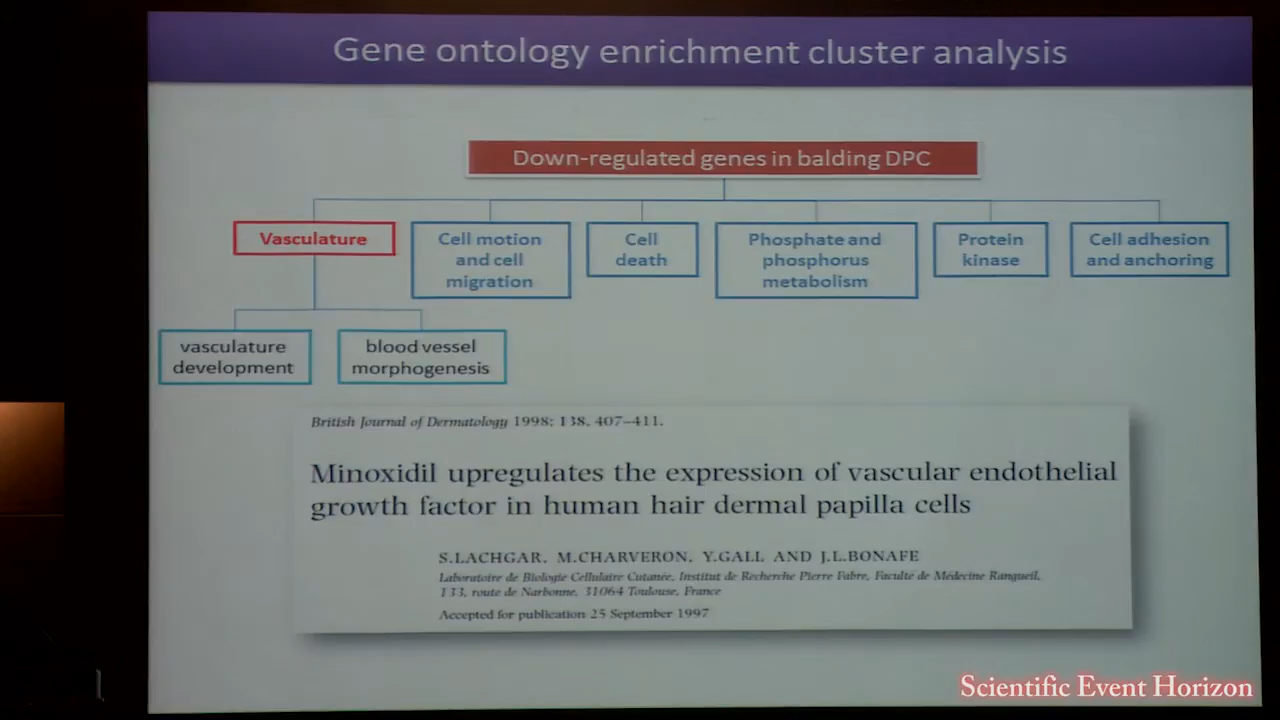 Gene ontology enrichment cluster analysis
Down-regulated genes in balding DPC
Vasculature
Cell motion
and cell
migration
Cell
death
Phosphate and
phosphorus
metabolism
Protein
kinase
Cell adhesion
and anchoring
vasculature
development
blood vessel
morphogenesis
British Journal of Dermatology 1998; 138, 407–411.
Minoxidil upregulates the expression of vascular endothelial
growth factor in human hair dermal papilla cells
S.LACHGAR, M.CHARVERON, Y.GALL AND J.L.BONAFE
Laboratoire de Biologie Cellulaire Cutanée, Institut de Recherche Pierre Fabre, Faculté de Médecine Rangueil,
133, route de Narbonne, 31064 Toulouse, France
Accepted for publication 25 September 1997
Scientific Event Horizon